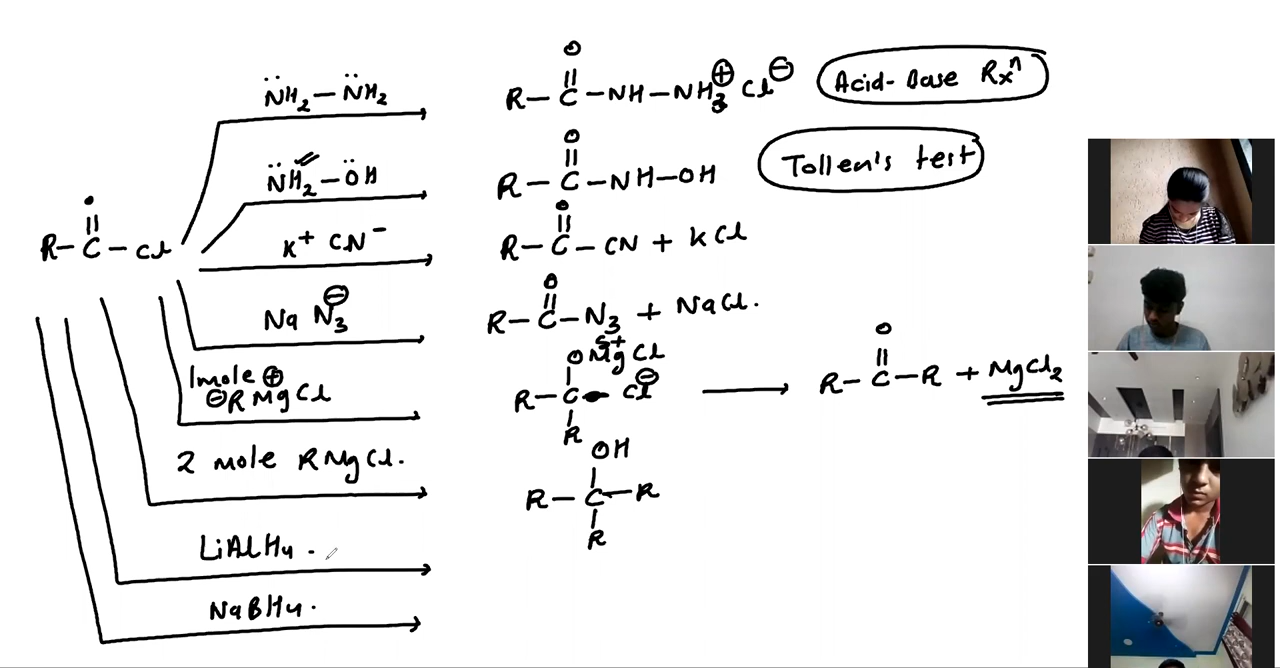 NH2 – NH2
O
R – C – NH – NH3 ⊕ Cl ⊖
Acid-Base Rxn
NH2 – OH
O
R – C – NH – OH
Tollen's test
O
R – C – Cl
K+ CN–
O
R – C – CN + KCl
Na N3 ⊖
O
R – C – N3 + NaCl.
1 mole ⊕
⊖ R MgCl
δ+
OMgCl
R – C – Cl ⊖
R
O
R – C – R + MgCl2
2 mole RMgCl.
OH
R – C – R
R
LiAlH4 .
NaBH4.